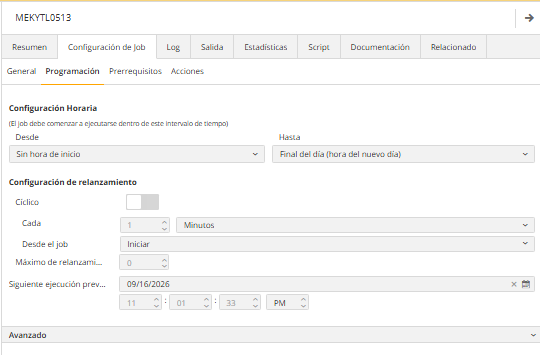 MEKYTL0513
Resumen Configuración de Job Log Salida Estadísticas Script Documentación Relacionado
General Programación Prerrequisitos Acciones
Configuración Horaria
(El job debe comenzar a ejecutarse dentro de este intervalo de tiempo)
Desde Hasta
Sin hora de inicio Final del día (hora del nuevo día)
Configuración de relanzamiento
Cíclico
Cada 1 Minutos
Desde el job Iniciar
Máximo de relanzami... 0
Siguiente ejecución prev... 09/16/2026
11 : 01 : 33 PM
Avanzado